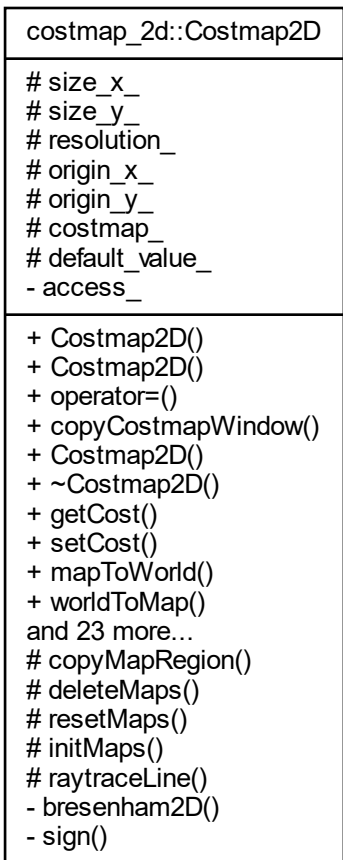 costmap_2d::Costmap2D
# size_x_
# size_y_
# resolution_
# origin_x_
# origin_y_
# costmap_
# default_value_
- access_
+ Costmap2D()
+ Costmap2D()
+ operator=()
+ copyCostmapWindow()
+ Costmap2D()
+ ~Costmap2D()
+ getCost()
+ setCost()
+ mapToWorld()
+ worldToMap()
and 23 more...
# copyMapRegion()
# deleteMaps()
# resetMaps()
# initMaps()
# raytraceLine()
- bresenham2D()
- sign()